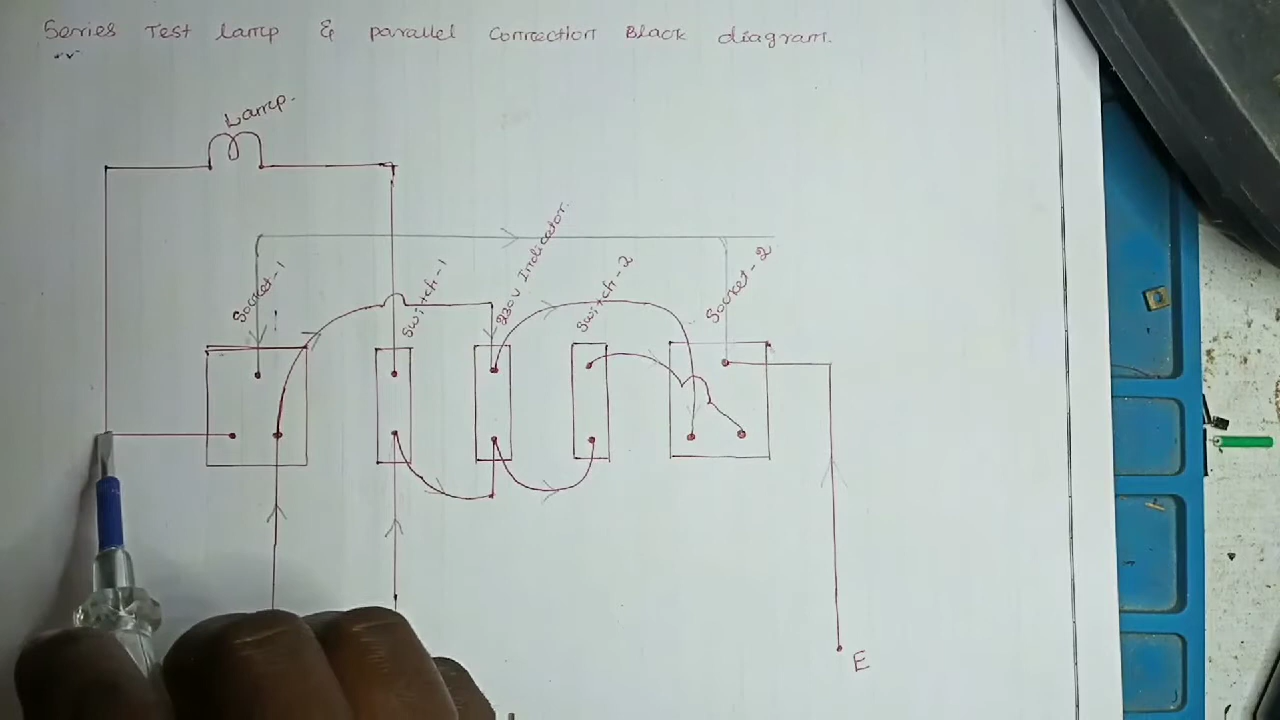 Series Test lamp & parallel Connection Black diagram.
Lamp.
Socket-1
Switch-1
230v Indicator.
Switch-2
Socket-2
E